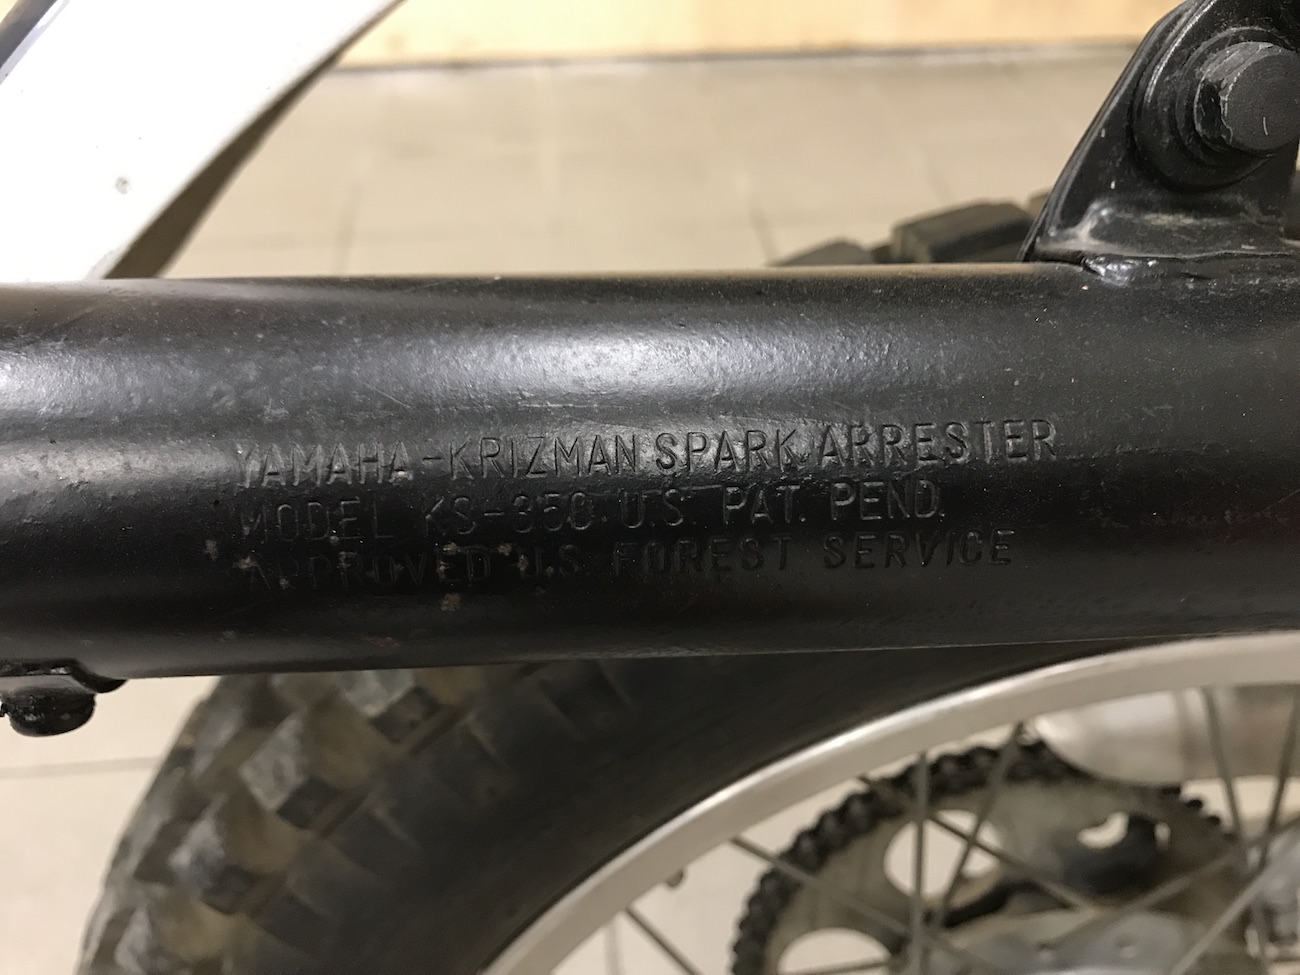 YAMAHA-KRIZMAN SPARK ARRESTER
MODEL KS-350 U.S. PAT. PEND.
APPROVED U.S. FOREST SERVICE